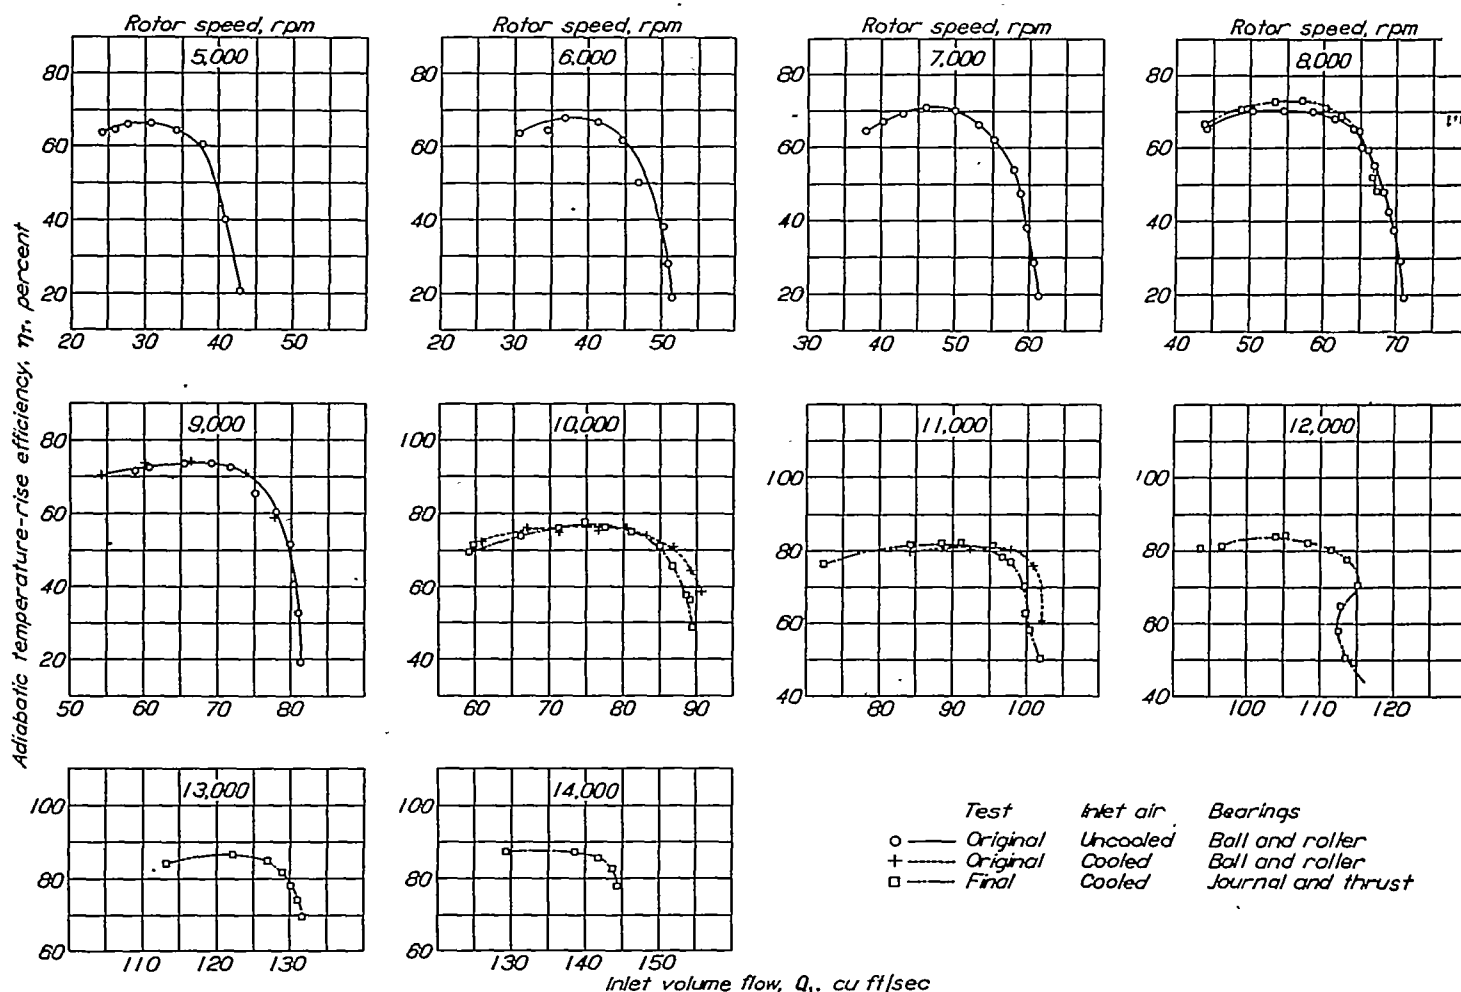 Rotor speed, rpm Rotor speed, rpm Rotor speed, rpm Rotor speed, rpm
5,000 6,000 7,000 8,000
80 80 80 80
60 60 60 60
40 40 40 40
20 20 20 20
20 30 40 50 20 30 40 50 30 40 50 60 40 50 60 70
Adiabatic temperature-rise efficiency, ηT, percent
9,000 10,000 11,000 12,000
80 100 100 100
60 80 80 80
40 60 60 60
20 40 40 40
50 60 70 80 60 70 80 90 80 90 100 100 110 120
13,000 14,000
100 100
80 80
60 60
110 120 130 130 140 150
Inlet volume flow, Q1, cu ft/sec
Test Inlet air Bearings
Original Uncooled Ball and roller
Original Cooled Ball and roller
Final Cooled Journal and thrust